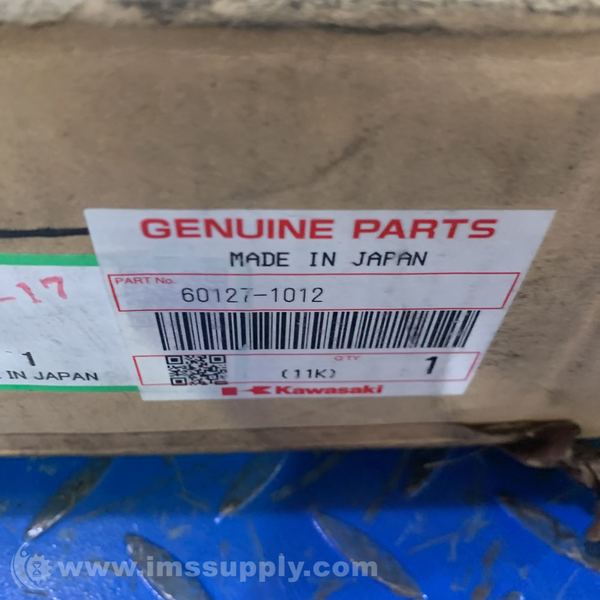 GENUINE PARTS
MADE IN JAPAN
PART No.
60127-1012
QTY
(11K) 1
Kawasaki
-17
1
IN JAPAN
www.imssupply.com